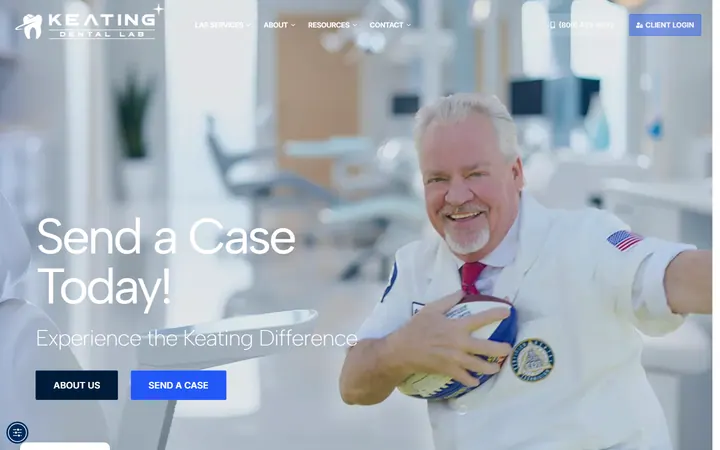 KEATING
DENTAL LAB
LAB SERVICES
ABOUT
RESOURCES
CONTACT
CLIENT LOGIN
Send a Case
Today!
Experience the Keating Difference
ABOUT US
SEND A CASE